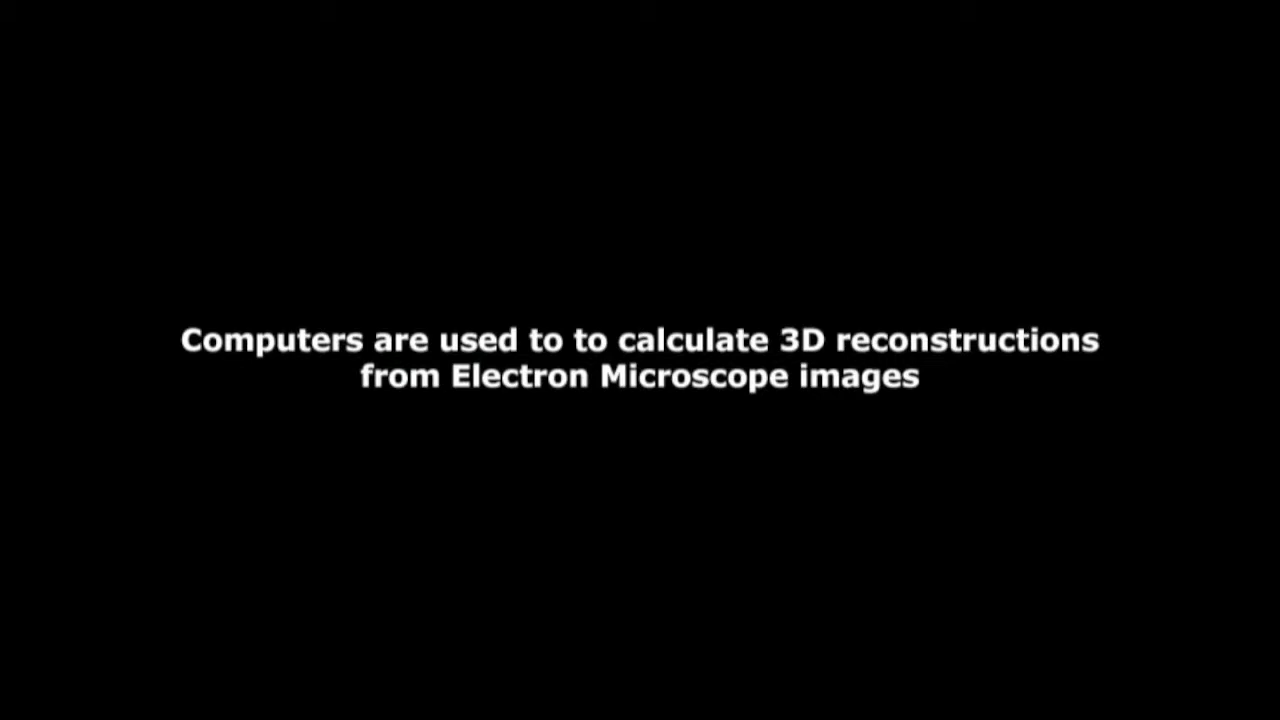 Computers are used to to calculate 3D reconstructions
from Electron Microscope images